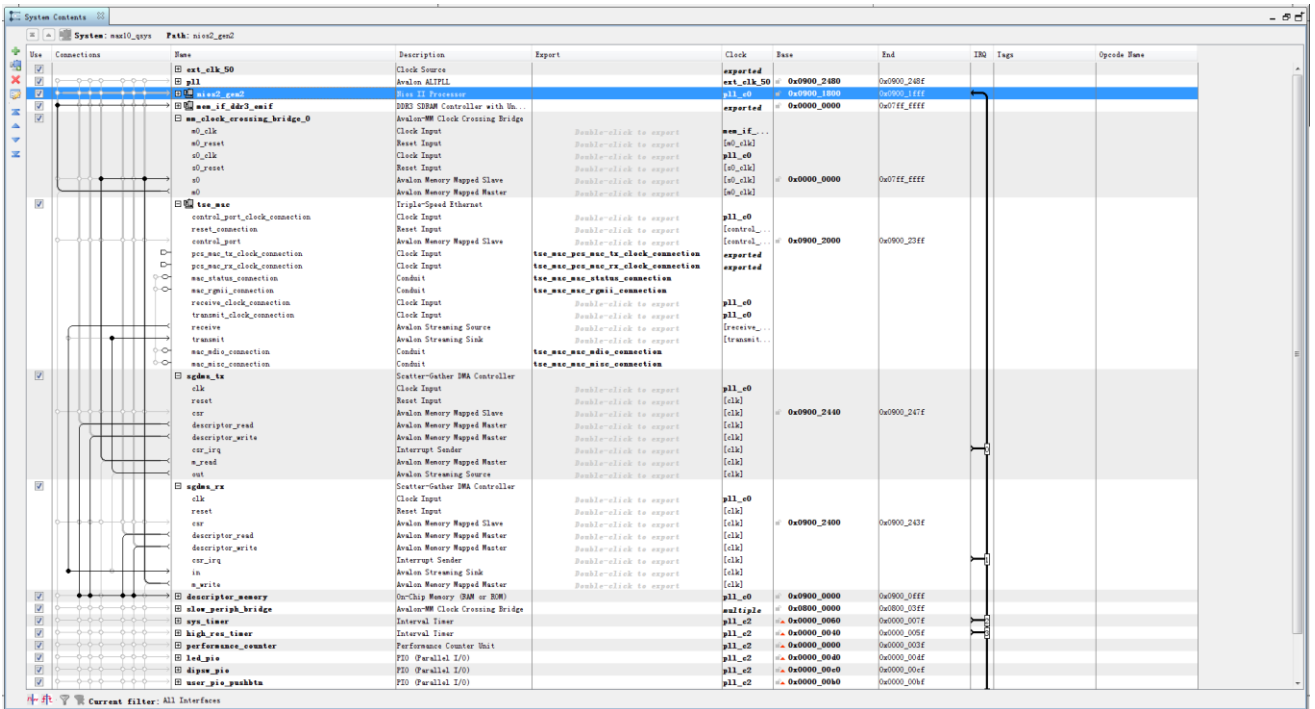 System Contents
System: max10_qsys Path: nios2_gen2
Use Connections Name Description Export Clock Base End IRQ Tags Opcode Name
ext_clk_50 Clock Source exported
pll Avalon ALTPLL ext_clk_50 0x0900_2480 0x0900_248f
nios2_gen2 Nios II Processor pll_c0 0x0900_1800 0x0900_1fff
mem_if_ddr3_emif DDR3 SDRAM Controller with Un... exported 0x0000_0000 0x07ff_ffff
mm_clock_crossing_bridge_0 Avalon-MM Clock Crossing Bridge
m0_clk Clock Input Double-click to export mem_if_...
m0_reset Reset Input Double-click to export [m0_clk]
s0_clk Clock Input Double-click to export pll_c0
s0_reset Reset Input Double-click to export [s0_clk]
s0 Avalon Memory Mapped Slave Double-click to export [s0_clk] 0x0000_0000 0x07ff_ffff
m0 Avalon Memory Mapped Master Double-click to export [m0_clk]
tse_mac Triple-Speed Ethernet
control_port_clock_connection Clock Input Double-click to export pll_c0
reset_connection Reset Input Double-click to export [control_...
control_port Avalon Memory Mapped Slave Double-click to export [control_... 0x0900_2000 0x0900_23ff
pcs_mac_tx_clock_connection Clock Input tse_mac_pcs_mac_tx_clock_connection exported
pcs_mac_rx_clock_connection Clock Input tse_mac_pcs_mac_rx_clock_connection exported
mac_status_connection Conduit tse_mac_mac_status_connection
mac_rgmii_connection Conduit tse_mac_mac_rgmii_connection
receive_clock_connection Clock Input Double-click to export pll_c0
transmit_clock_connection Clock Input Double-click to export pll_c0
receive Avalon Streaming Source Double-click to export [receive_...
transmit Avalon Streaming Sink Double-click to export [transmit...
mac_mdio_connection Conduit tse_mac_mac_mdio_connection
mac_misc_connection Conduit tse_mac_mac_misc_connection
sgdma_tx Scatter-Gather DMA Controller
clk Clock Input Double-click to export pll_c0
reset Reset Input Double-click to export [clk]
csr Avalon Memory Mapped Slave Double-click to export [clk] 0x0900_2440 0x0900_247f
descriptor_read Avalon Memory Mapped Master Double-click to export [clk]
descriptor_write Avalon Memory Mapped Master Double-click to export [clk]
csr_irq Interrupt Sender Double-click to export [clk]
m_read Avalon Memory Mapped Master Double-click to export [clk]
out Avalon Streaming Source Double-click to export [clk]
sgdma_rx Scatter-Gather DMA Controller
clk Clock Input Double-click to export pll_c0
reset Reset Input Double-click to export [clk]
csr Avalon Memory Mapped Slave Double-click to export [clk] 0x0900_2400 0x0900_243f
descriptor_read Avalon Memory Mapped Master Double-click to export [clk]
descriptor_write Avalon Memory Mapped Master Double-click to export [clk]
csr_irq Interrupt Sender Double-click to export [clk]
in Avalon Streaming Sink Double-click to export [clk]
m_write Avalon Memory Mapped Master Double-click to export [clk]
descriptor_memory On-Chip Memory (RAM or ROM) pll_c0 0x0900_0000 0x0900_0fff
slow_periph_bridge Avalon-MM Clock Crossing Bridge multiple 0x0800_0000 0x0800_03ff
sys_timer Interval Timer pll_c2 0x0000_0060 0x0000_007f
high_res_timer Interval Timer pll_c2 0x0000_0040 0x0000_005f
performance_counter Performance Counter Unit pll_c2 0x0000_0000 0x0000_003f
led_pio PIO (Parallel I/O) pll_c2 0x0000_00d0 0x0000_00df
dipsw_pio PIO (Parallel I/O) pll_c2 0x0000_00c0 0x0000_00cf
user_pio_pushbtn PIO (Parallel I/O) pll_c2 0x0000_00b0 0x0000_00bf
Current filter: All Interfaces